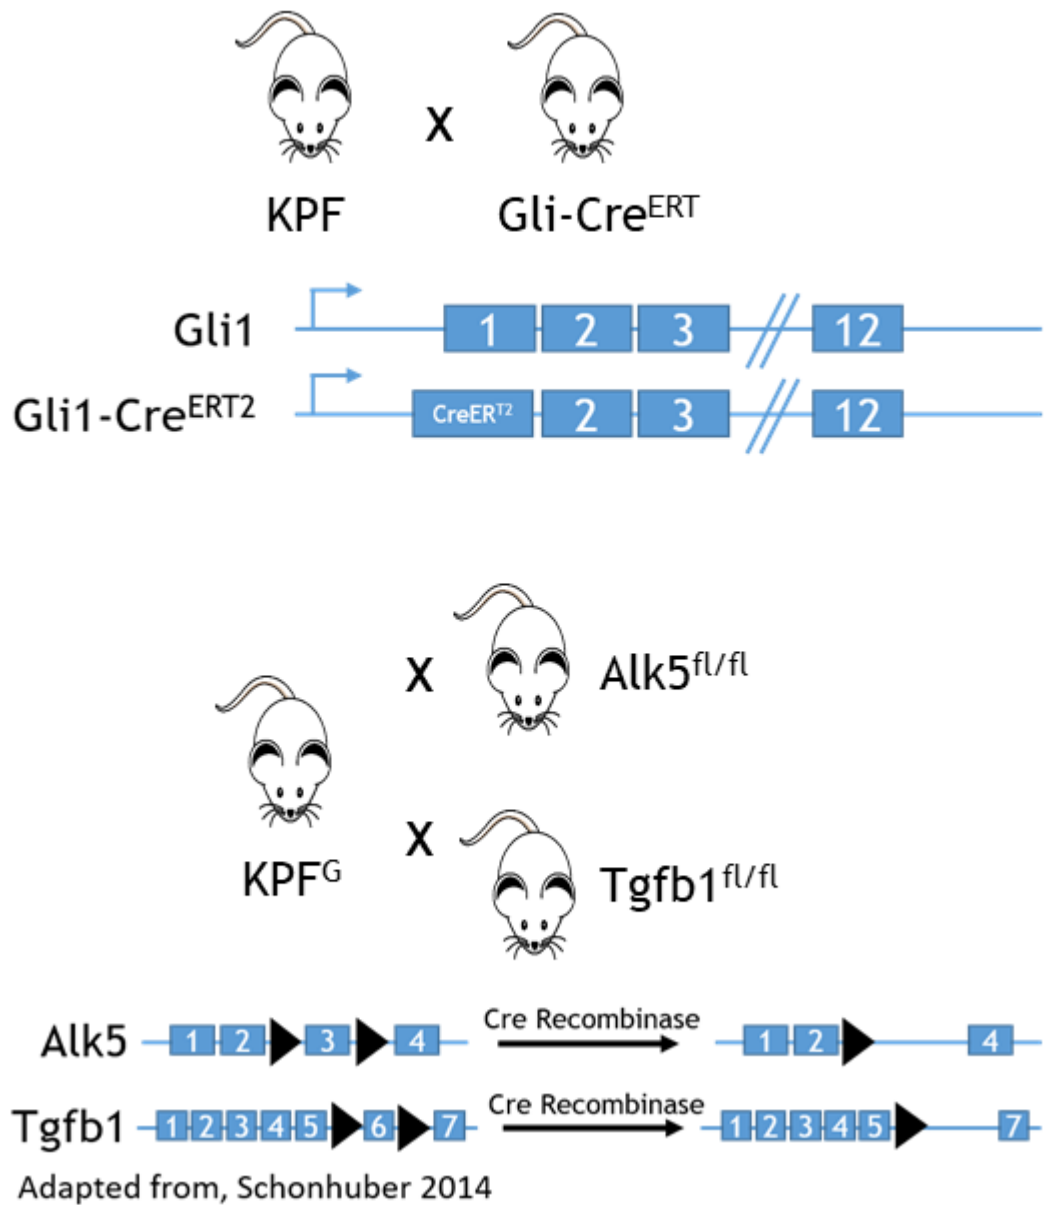 X
KPF Gli-Cre^ERT
Gli1 1 2 3 12
Gli1-Cre^ERT2 CreER^T2 2 3 12
X Alk5^fl/fl
X
KPF^G Tgfb1^fl/fl
Alk5 1 2 3 4 Cre Recombinase 1 2 4
Tgfb1 1 2 3 4 5 6 7 Cre Recombinase 1 2 3 4 5 7
Adapted from, Schonhuber 2014